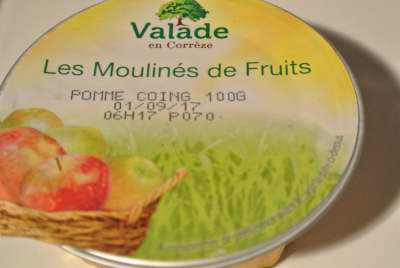 Valade
en Corrèze
Les Moulinés de Fruits
POMME COING 100G
01/09/17
06H17 P070